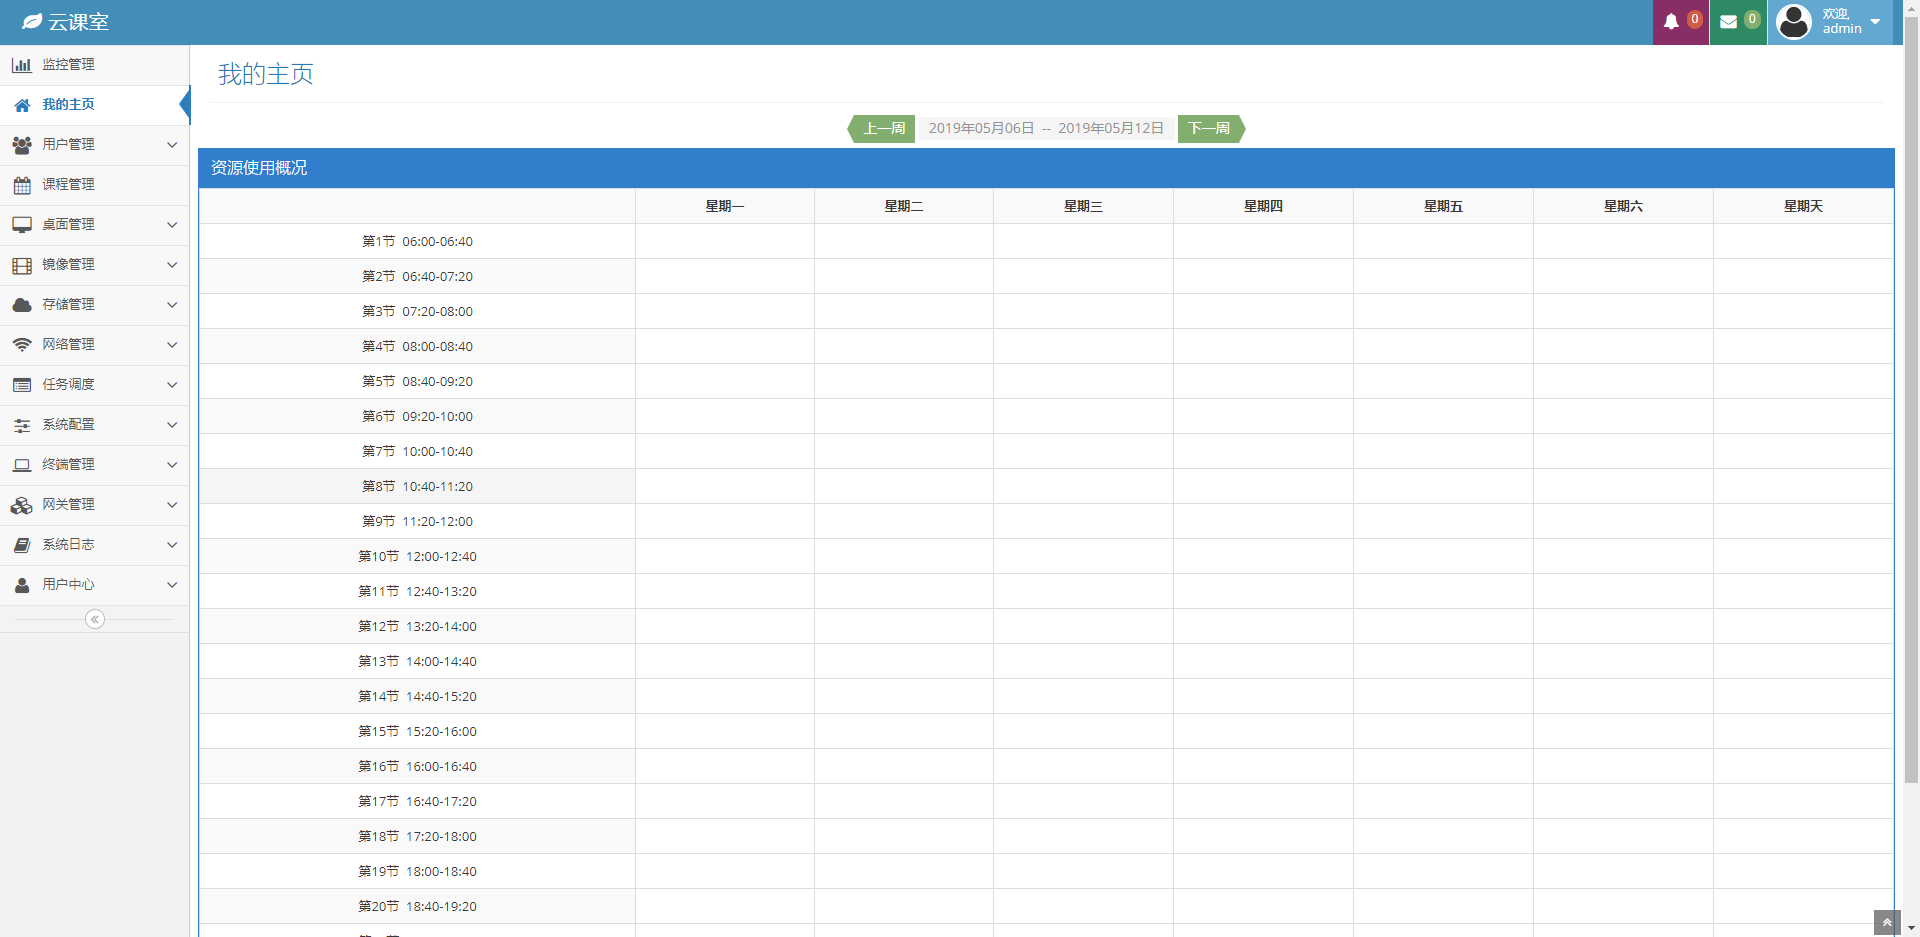 云课室
0
0
欢迎,
admin
监控管理
我的主页
用户管理
课程管理
桌面管理
镜像管理
存储管理
网络管理
任务调度
系统配置
终端管理
网关管理
系统日志
用户中心
我的主页
上一周 2019年05月06日 -- 2019年05月12日 下一周
资源使用概况
星期一 星期二 星期三 星期四 星期五 星期六 星期天
第1节 06:00-06:40
第2节 06:40-07:20
第3节 07:20-08:00
第4节 08:00-08:40
第5节 08:40-09:20
第6节 09:20-10:00
第7节 10:00-10:40
第8节 10:40-11:20
第9节 11:20-12:00
第10节 12:00-12:40
第11节 12:40-13:20
第12节 13:20-14:00
第13节 14:00-14:40
第14节 14:40-15:20
第15节 15:20-16:00
第16节 16:00-16:40
第17节 16:40-17:20
第18节 17:20-18:00
第19节 18:00-18:40
第20节 18:40-19:20